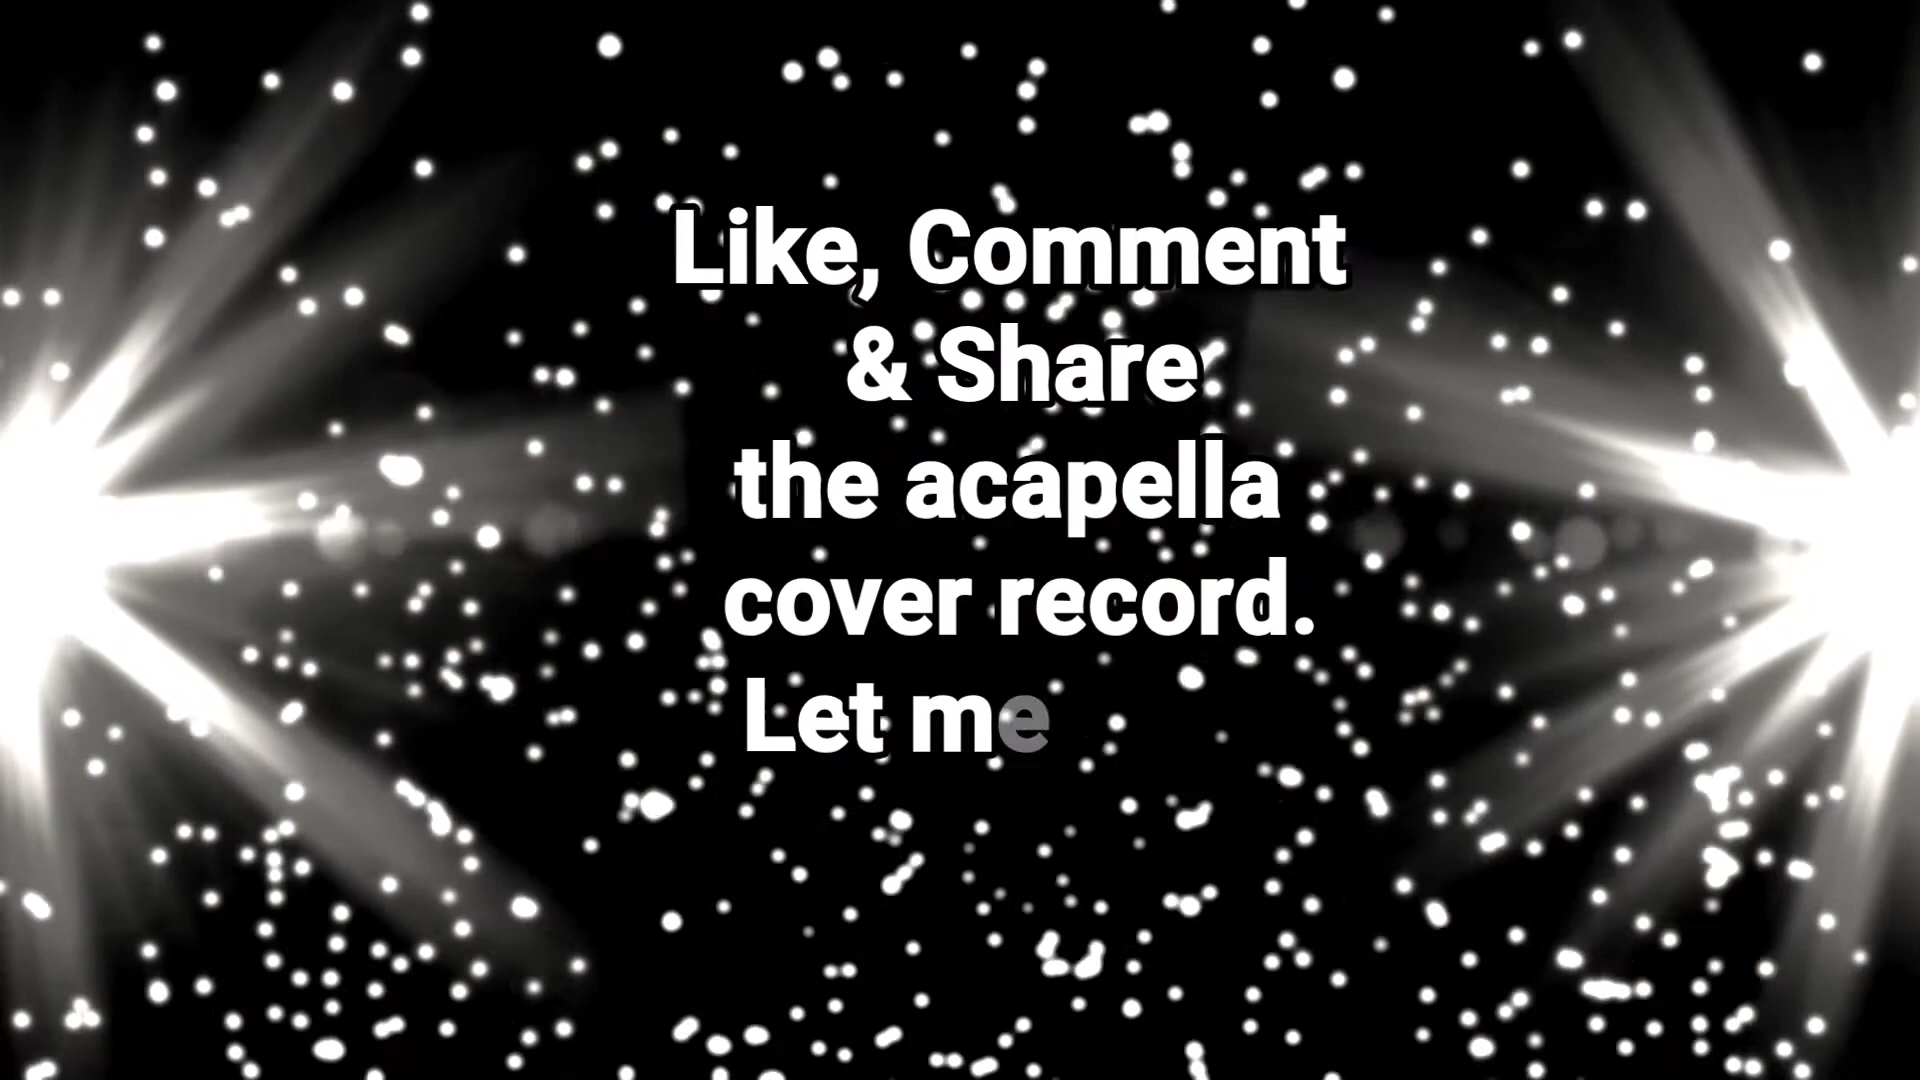 Like, Comment
& Share
the acapella
cover record.
Let me